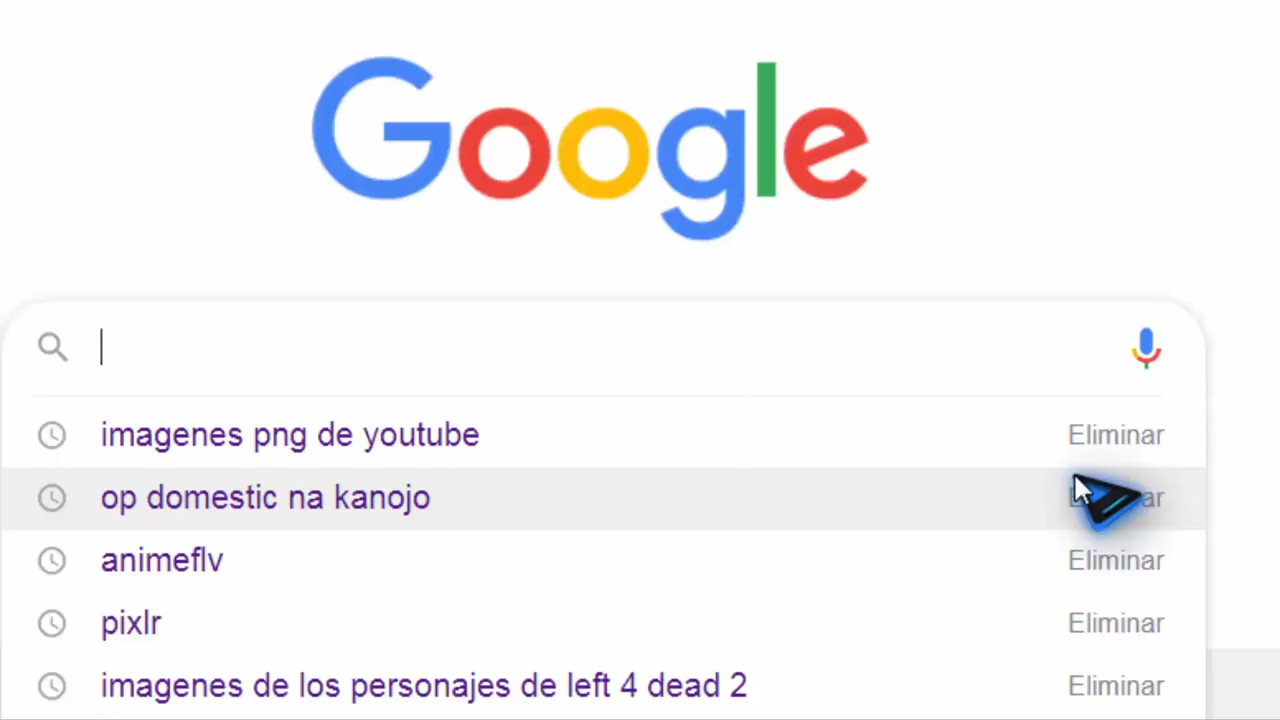 Google
imagenes png de youtube Eliminar
op domestic na kanojo
animeflv Eliminar
pixlr Eliminar
imagenes de los personajes de left 4 dead 2 Eliminar